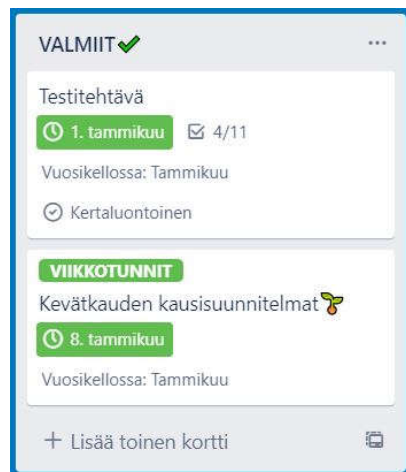 VALMIIT✔
Testitehtävä
1. tammikuu 4/11
Vuosikellossa: Tammikuu
Kertaluontoinen
VIIKKOTUNNIT
Kevätkauden kausisuunnitelmat🌱
8. tammikuu
Vuosikellossa: Tammikuu
+ Lisää toinen kortti